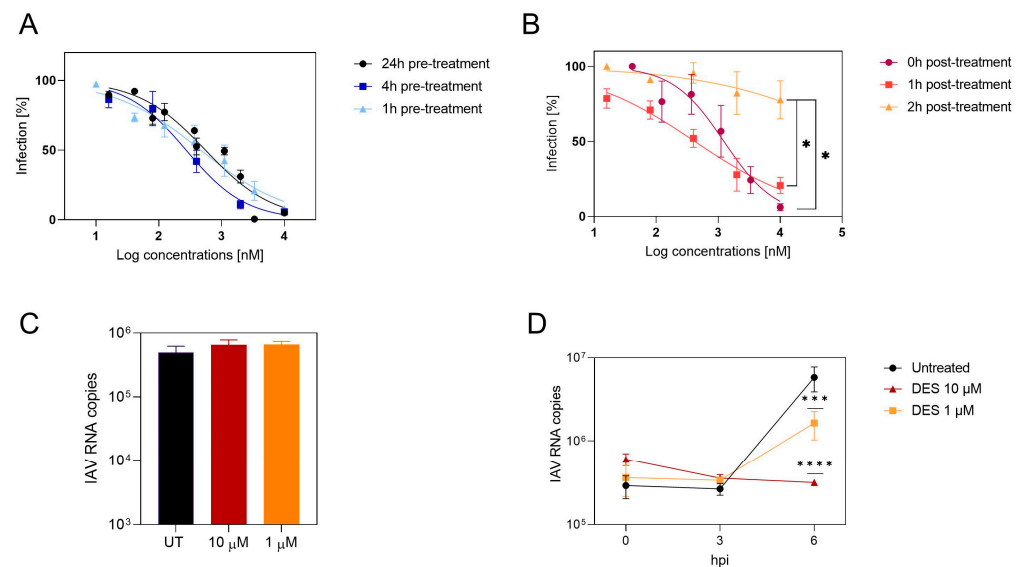 A
Infection [%]
100
50
0
1 2 3 4
Log concentrations [nM]
24h pre-treatment
4h pre-treatment
1h pre-treatment
B
Infection [%]
100
50
0
1 2 3 4 5
Log concentrations [nM]
* *
0h post-treatment
1h post-treatment
2h post-treatment
C
IAV RNA copies
10⁶
10⁵
10⁴
10³
UT 10 μM 1 μM
D
IAV RNA copies
10⁷
10⁶
10⁵
0 3 6
hpi
***
****
Untreated
DES 10 μM
DES 1 μM